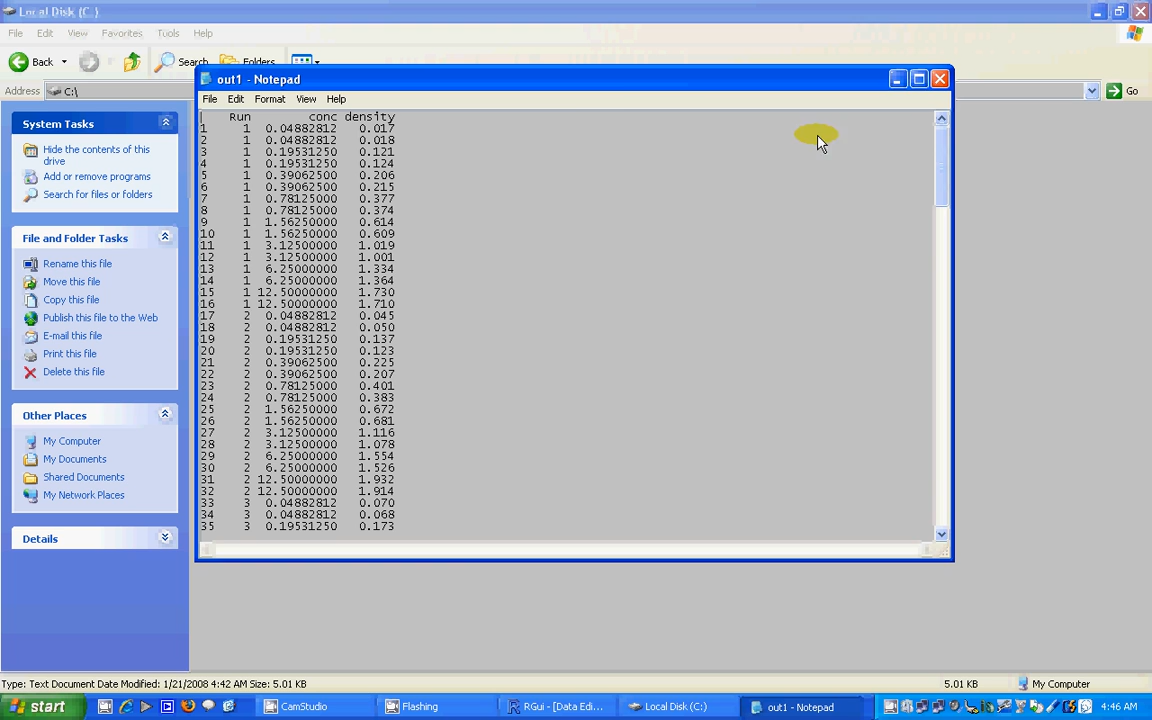 Local Disk (C:)
File Edit View Favorites Tools Help
Back Search Folders
Address C:\ Go
System Tasks
Hide the contents of this
drive
Add or remove programs
Search for files or folders
File and Folder Tasks
Rename this file
Move this file
Copy this file
Publish this file to the Web
E-mail this file
Print this file
Delete this file
Other Places
My Computer
My Documents
Shared Documents
My Network Places
Details
out1 - Notepad
File Edit Format View Help
Run conc density
1 1 0.04882812 0.017
2 1 0.04882812 0.018
3 1 0.19531250 0.121
4 1 0.19531250 0.124
5 1 0.39062500 0.206
6 1 0.39062500 0.215
7 1 0.78125000 0.377
8 1 0.78125000 0.374
9 1 1.56250000 0.614
10 1 1.56250000 0.609
11 1 3.12500000 1.019
12 1 3.12500000 1.001
13 1 6.25000000 1.334
14 1 6.25000000 1.364
15 1 12.50000000 1.730
16 1 12.50000000 1.710
17 2 0.04882812 0.045
18 2 0.04882812 0.050
19 2 0.19531250 0.137
20 2 0.19531250 0.123
21 2 0.39062500 0.225
22 2 0.39062500 0.207
23 2 0.78125000 0.401
24 2 0.78125000 0.383
25 2 1.56250000 0.672
26 2 1.56250000 0.681
27 2 3.12500000 1.116
28 2 3.12500000 1.078
29 2 6.25000000 1.554
30 2 6.25000000 1.526
31 2 12.50000000 1.932
32 2 12.50000000 1.914
33 3 0.04882812 0.070
34 3 0.04882812 0.068
35 3 0.19531250 0.173
Type: Text Document Date Modified: 1/21/2008 4:42 AM Size: 5.01 KB 5.01 KB My Computer
start CamStudio Flashing RGui - [Data Edi... Local Disk (C:) out1 - Notepad 4:46 AM